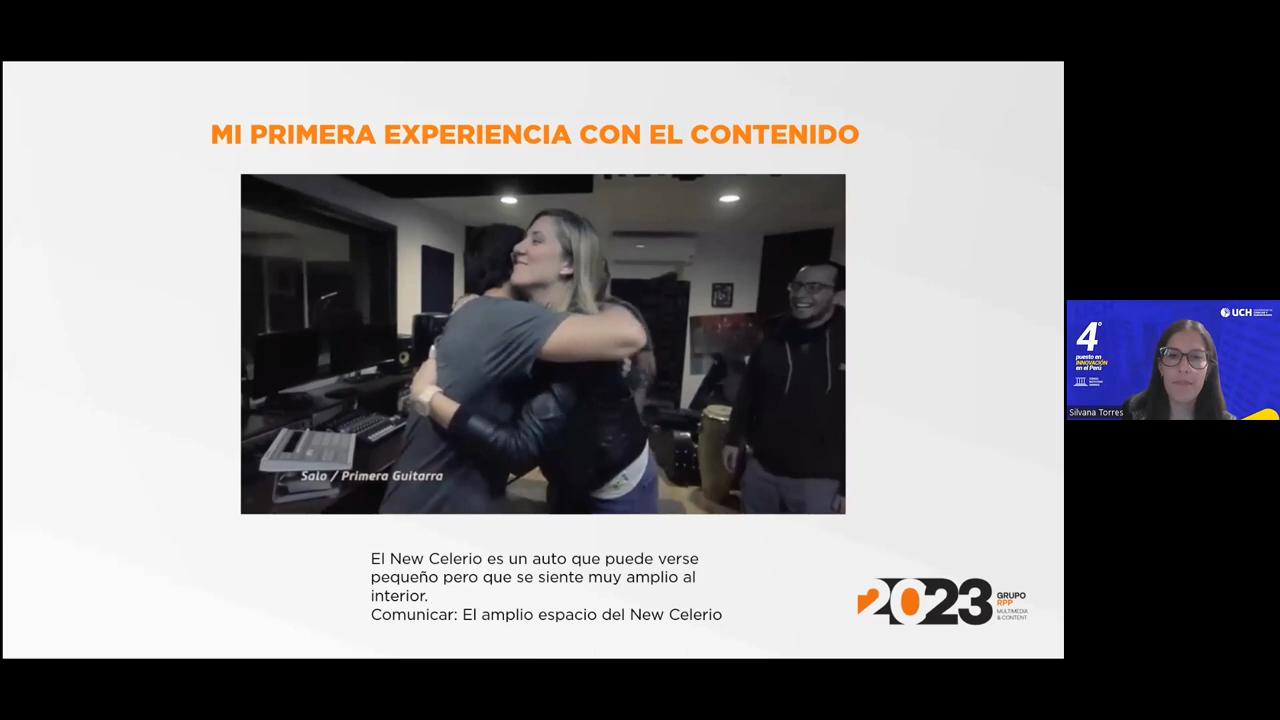 MI PRIMERA EXPERIENCIA CON EL CONTENIDO
Salo / Primera Guitarra
El New Celerio es un auto que puede verse
pequeño pero que se siente muy amplio al
interior.
Comunicar: El amplio espacio del New Celerio
2023
GRUPO
RPP
MULTIMEDIA
& CONTENT
UCH
4°
puesto en
INNOVACIÓN
en el Perú
Silvana Torres